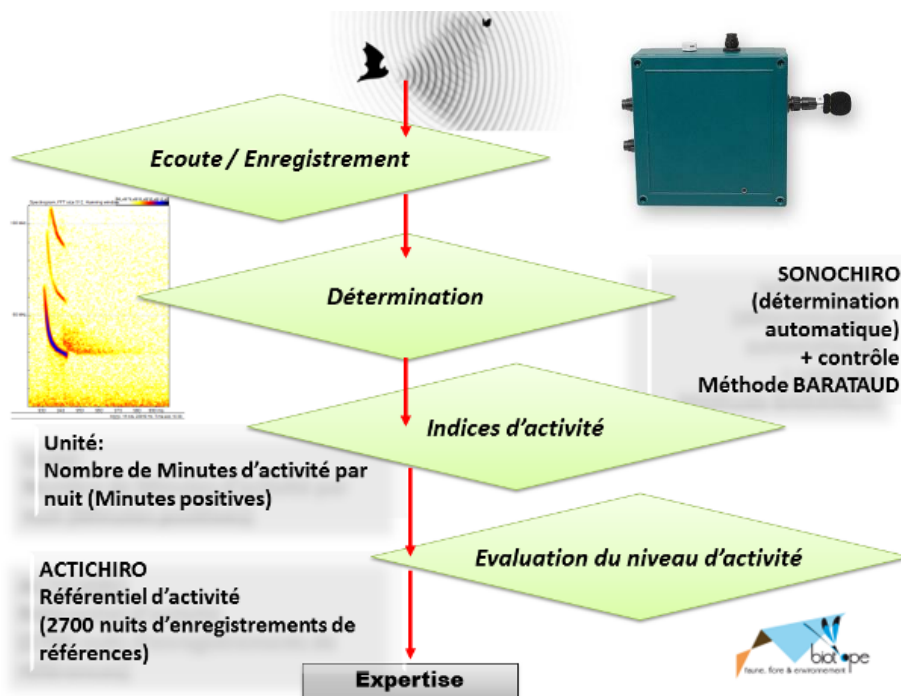 Ecoute / Enregistrement
Détermination
SONOCHIRO
(détermination
automatique)
+ contrôle
Méthode BARATAUD
Indices d'activité
Unité:
Nombre de Minutes d'activité par
nuit (Minutes positives)
Evaluation du niveau d'activité
ACTICHIRO
Référentiel d'activité
(2700 nuits d'enregistrements de
références)
Expertise
biotope
faune, flore & environnement